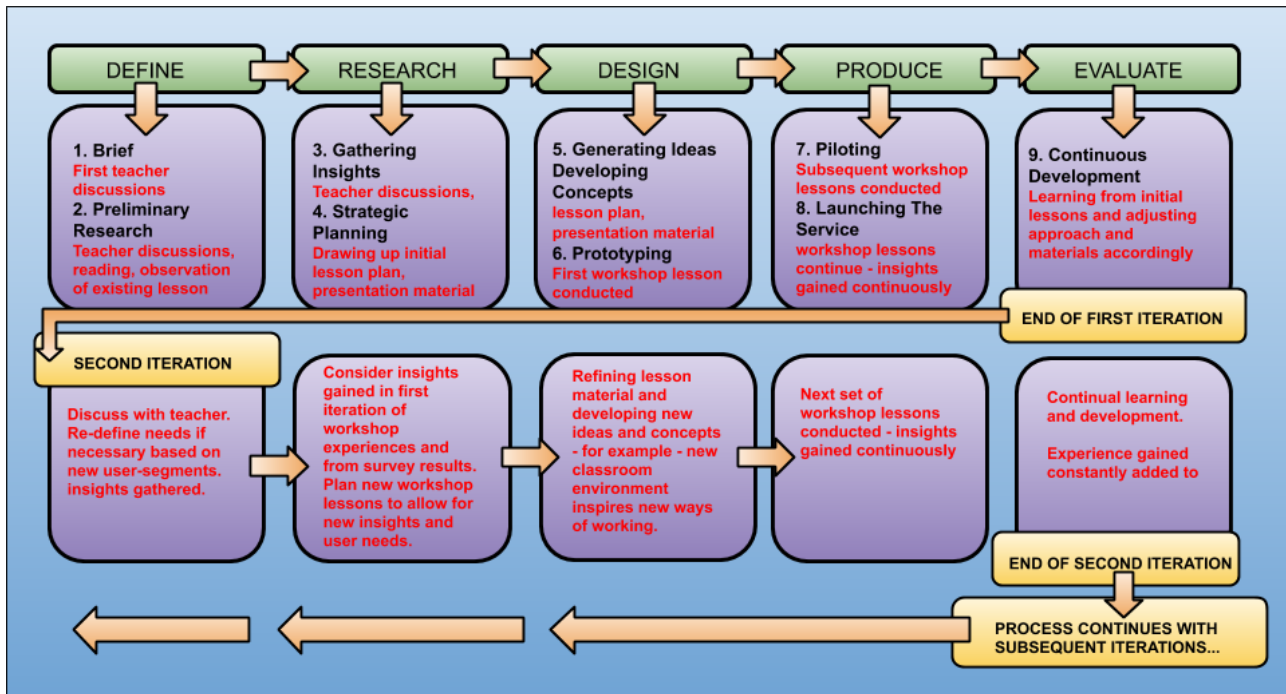 DEFINE
RESEARCH
DESIGN
PRODUCE
EVALUATE
1. Brief
First teacher
discussions
2. Preliminary
Research
Teacher discussions,
reading, observation
of existing lesson
3. Gathering
Insights
Teacher discussions,
4. Strategic
Planning
Drawing up initial
lesson plan,
presentation material
5. Generating Ideas
Developing
Concepts
lesson plan,
presentation material
6. Prototyping
First workshop lesson
conducted
7. Piloting
Subsequent workshop
lessons conducted
8. Launching The
Service
workshop lessons
continue - insights
gained continuously
9. Continuous
Development
Learning from initial
lessons and adjusting
approach and
materials accordingly
END OF FIRST ITERATION
SECOND ITERATION
Discuss with teacher.
Re-define needs if
necessary based on
new user-segments.
insights gathered.
Consider insights
gained in first
iteration of
workshop
experiences and
from survey results.
Plan new workshop
lessons to allow for
new insights and
user needs.
Refining lesson
material and
developing new
ideas and concepts
- for example - new
classroom
environment
inspires new ways
of working.
Next set of
workshop lessons
conducted - insights
gained continuously
Continual learning
and development.
Experience gained
constantly added to
END OF SECOND ITERATION
PROCESS CONTINUES WITH
SUBSEQUENT ITERATIONS...